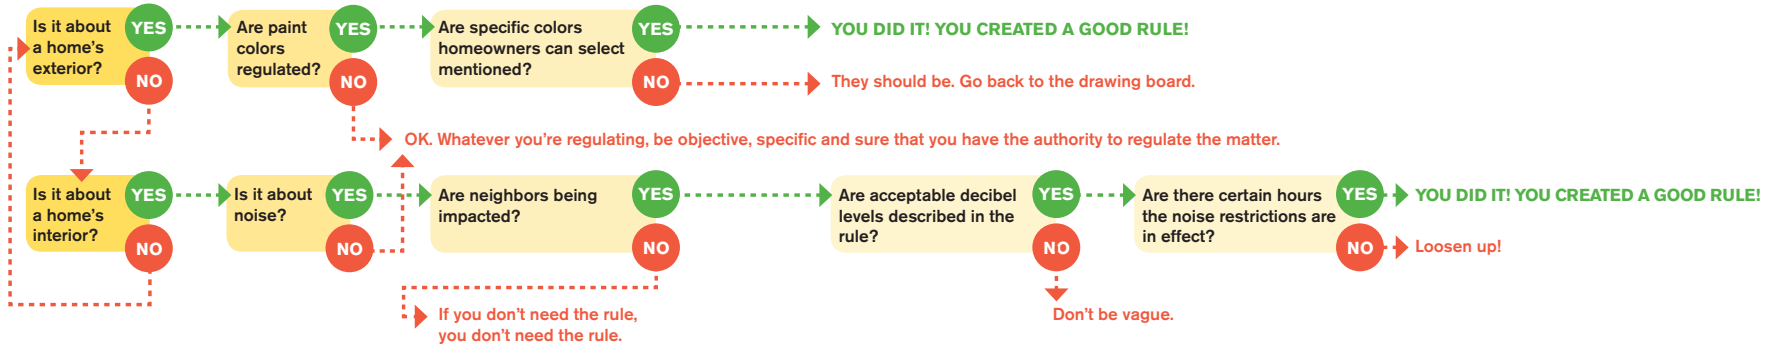 Is it about
a home's
exterior?
YES
NO
Are paint
colors
regulated?
YES
NO
Are specific colors
homeowners can select
mentioned?
YES
NO
YOU DID IT! YOU CREATED A GOOD RULE!
They should be. Go back to the drawing board.
OK. Whatever you're regulating, be objective, specific and sure that you have the authority to regulate the matter.
Is it about
a home's
interior?
YES
NO
Is it about
noise?
YES
NO
Are neighbors being
impacted?
YES
NO
If you don't need the rule,
you don't need the rule.
Are acceptable decibel
levels described in the
rule?
YES
NO
Don't be vague.
Are there certain hours
the noise restrictions are
in effect?
YES
NO
YOU DID IT! YOU CREATED A GOOD RULE!
Loosen up!